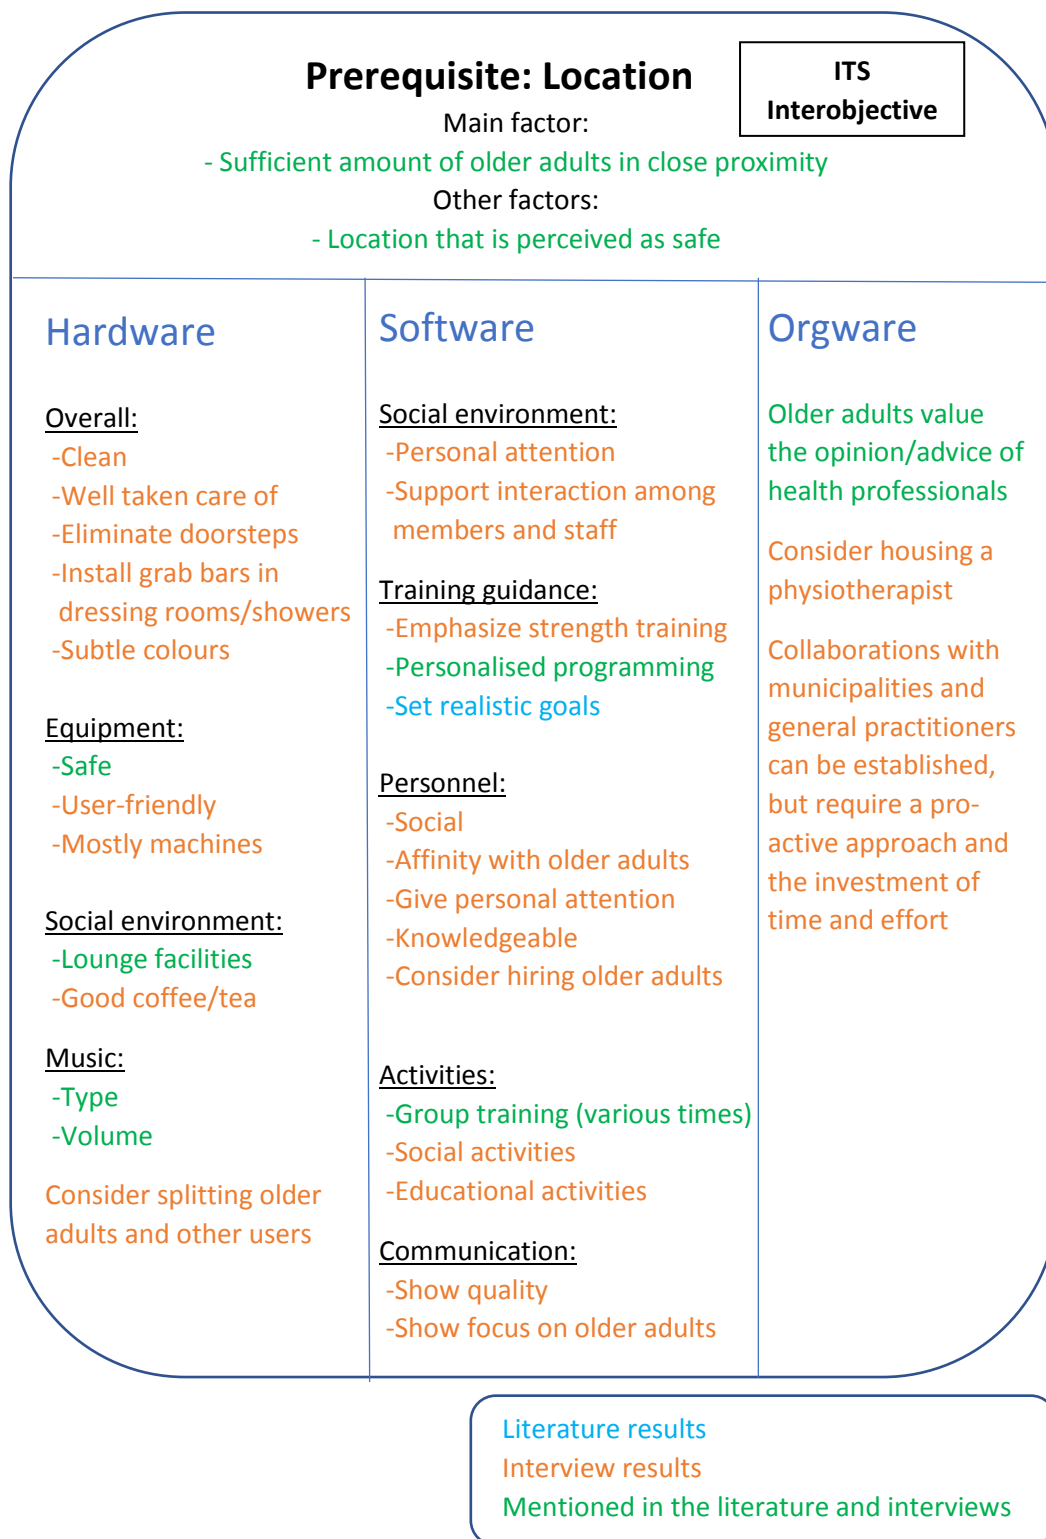 Prerequisite: Location
ITS
Interobjective
Main factor:
- Sufficient amount of older adults in close proximity
Other factors:
- Location that is perceived as safe
Hardware
Overall:
-Clean
-Well taken care of
-Eliminate doorsteps
-Install grab bars in
dressing rooms/showers
-Subtle colours
Equipment:
-Safe
-User-friendly
-Mostly machines
Social environment:
-Lounge facilities
-Good coffee/tea
Music:
-Type
-Volume
Consider splitting older
adults and other users
Software
Social environment:
-Personal attention
-Support interaction among
members and staff
Training guidance:
-Emphasize strength training
-Personalised programming
-Set realistic goals
Personnel:
-Social
-Affinity with older adults
-Give personal attention
-Knowledgeable
-Consider hiring older adults
Activities:
-Group training (various times)
-Social activities
-Educational activities
Communication:
-Show quality
-Show focus on older adults
Orgware
Older adults value
the opinion/advice of
health professionals
Consider housing a
physiotherapist
Collaborations with
municipalities and
general practitioners
can be established,
but require a pro-
active approach and
the investment of
time and effort
Literature results
Interview results
Mentioned in the literature and interviews